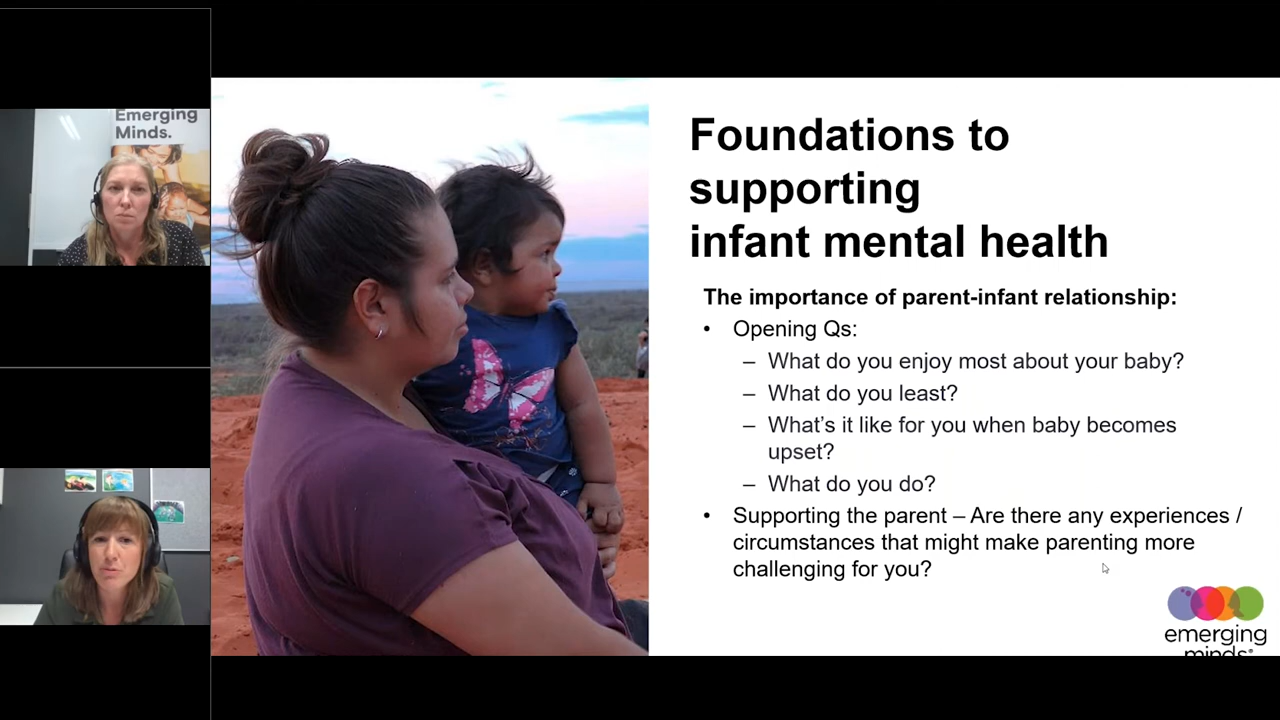 Emerging
Minds.
Foundations to
supporting
infant mental health
The importance of parent-infant relationship:
• Opening Qs:
– What do you enjoy most about your baby?
– What do you least?
– What’s it like for you when baby becomes
upset?
– What do you do?
• Supporting the parent – Are there any experiences /
circumstances that might make parenting more
challenging for you?
emerging
minds®